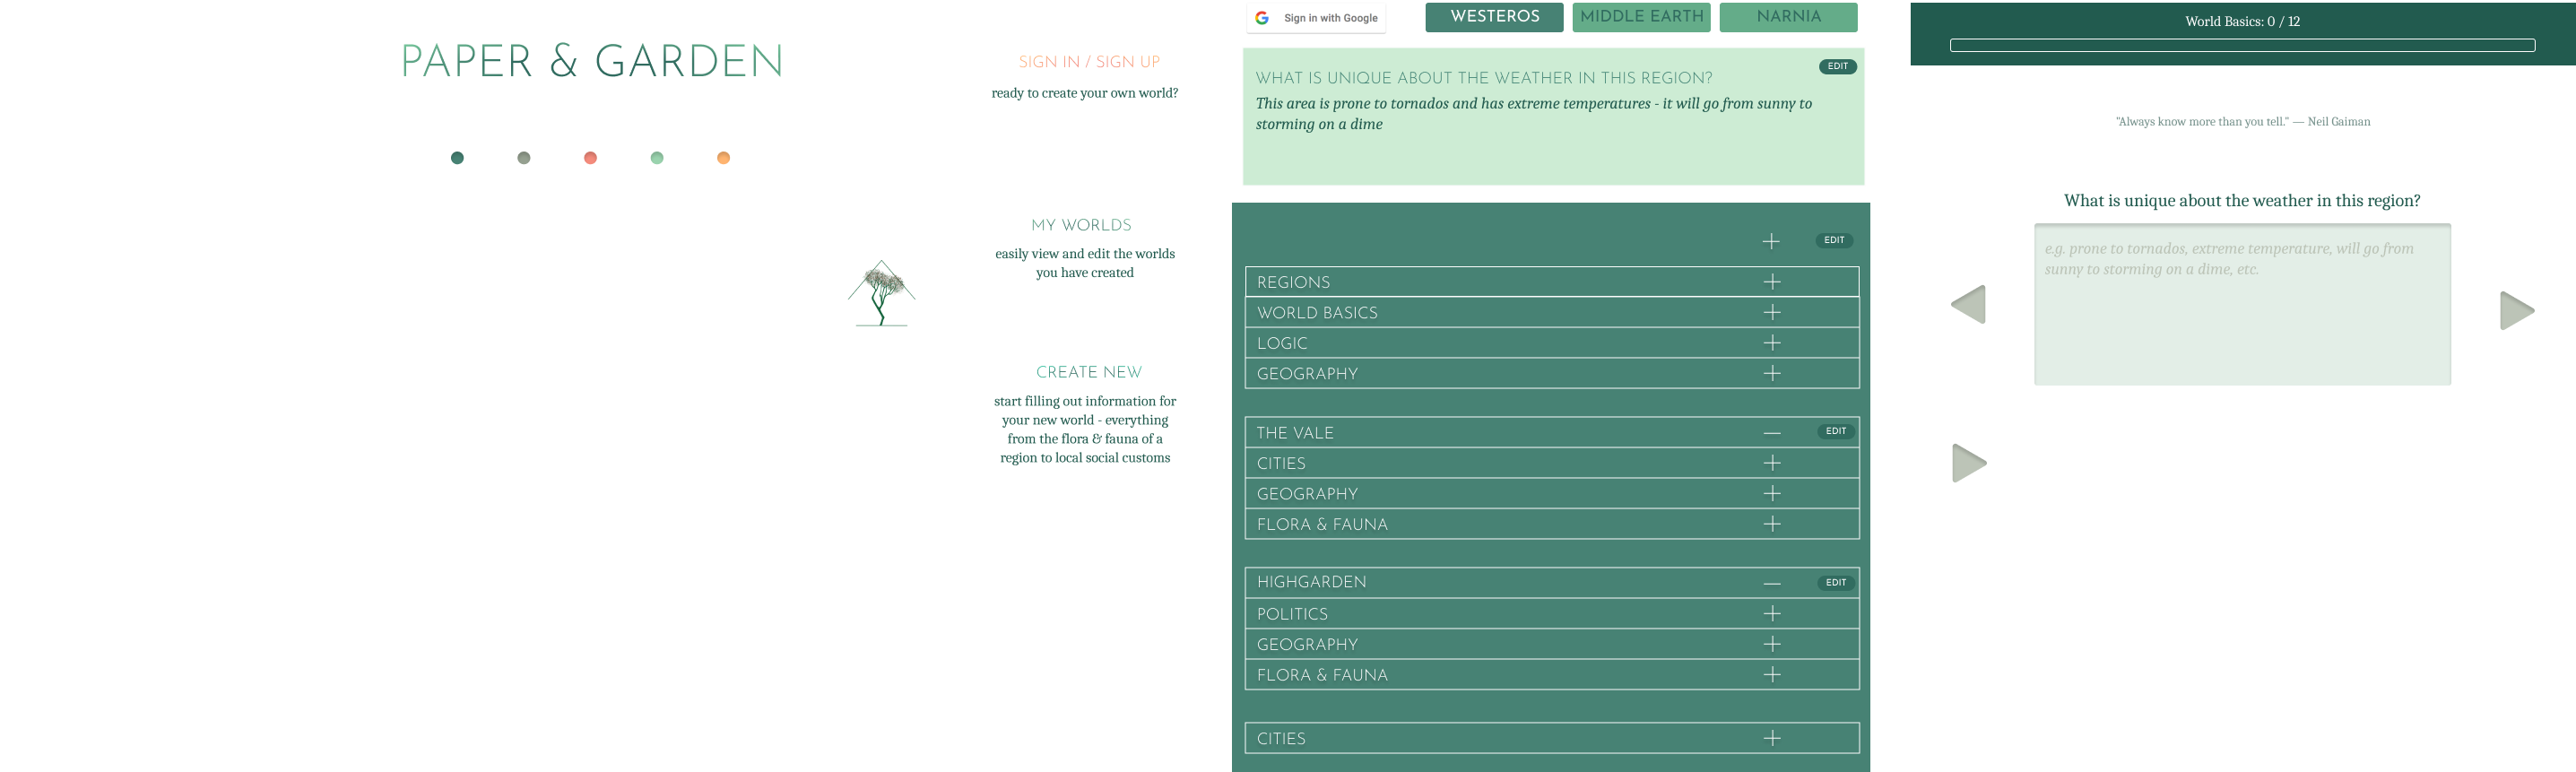 PAPER & GARDEN
SIGN IN / SIGN UP
ready to create your own world?
MY WORLDS
easily view and edit the worlds
you have created
CREATE NEW
start filling out information for
your new world - everything
from the flora & fauna of a
region to local social customs
Sign in with Google
WESTEROS
MIDDLE EARTH
NARNIA
EDIT
WHAT IS UNIQUE ABOUT THE WEATHER IN THIS REGION?
This area is prone to tornados and has extreme temperatures - it will go from sunny to
storming on a dime
EDIT
REGIONS
WORLD BASICS
LOGIC
GEOGRAPHY
THE VALE
EDIT
CITIES
GEOGRAPHY
FLORA & FAUNA
HIGHGARDEN
EDIT
POLITICS
GEOGRAPHY
FLORA & FAUNA
CITIES
World Basics: 0 / 12
"Always know more than you tell." — Neil Gaiman
What is unique about the weather in this region?
e.g. prone to tornados, extreme temperature, will go from
sunny to storming on a dime, etc.